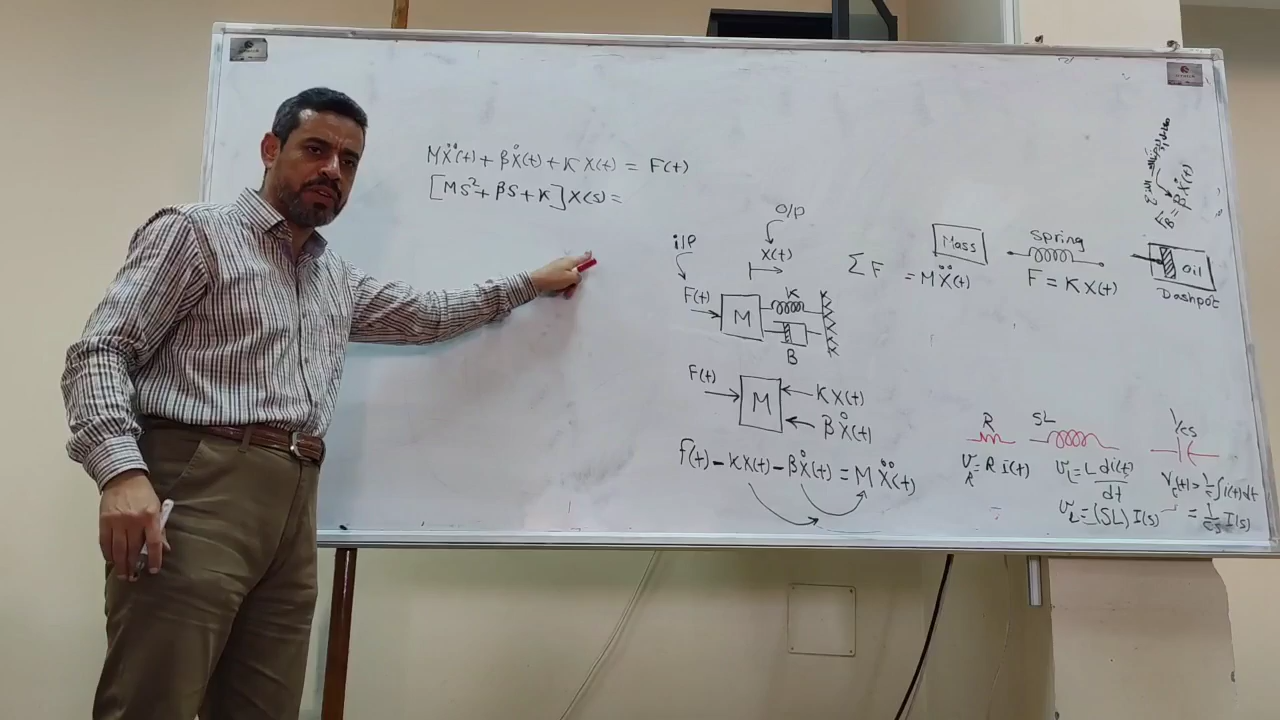 MẌ(t) + βẊ(t) + K X(t) = F(t)
[MS² + βS + K] X(s) =
i/P
O/P
X(t)
F(t)
M
K
B
F(t)
M
K X(t)
β Ẋ(t)
f(t) - K X(t) - β Ẋ(t) = M Ẍ(t)
Σ F = M Ẍ(t)
Mass
Spring
F = K X(t)
Oil
Dashpot
F_B = β Ẋ(t)
R
V_R = R I(t)
SL
V_L = L di(t)/dt
V_L = (SL) I(s)
1/CS
V_c(t) = 1/C ∫ i(t) dt
= 1/CS I(s)